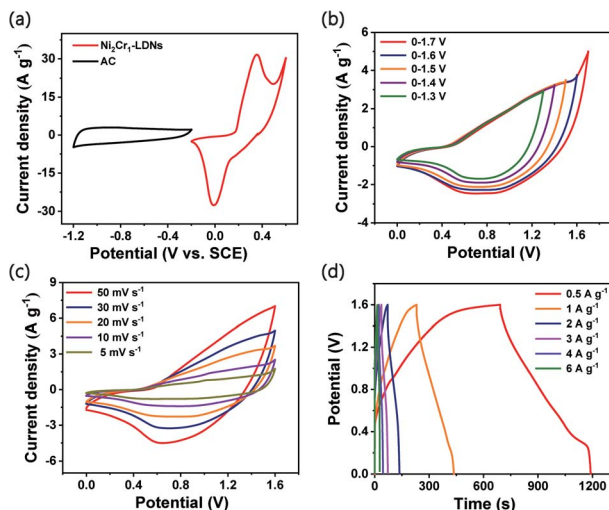 (a)
Ni₂Cr₁-LDNs
AC
Current density (A g⁻¹)
30
15
0
-15
-30
-1.2
-0.8
-0.4
0.0
0.4
Potential (V vs. SCE)
(b)
0-1.7 V
0-1.6 V
0-1.5 V
0-1.4 V
0-1.3 V
Current density (A g⁻¹)
6
4
2
0
-2
-4
0.0
0.4
0.8
1.2
1.6
Potential (V)
(c)
50 mV s⁻¹
30 mV s⁻¹
20 mV s⁻¹
10 mV s⁻¹
5 mV s⁻¹
Current density (A g⁻¹)
9
6
3
0
-3
-6
0.0
0.4
0.8
1.2
1.6
Potential (V)
(d)
0.5 A g⁻¹
1 A g⁻¹
2 A g⁻¹
3 A g⁻¹
4 A g⁻¹
6 A g⁻¹
Potential (V)
2.0
1.6
1.2
0.8
0.4
0.0
0
300
600
900
1200
Time (s)